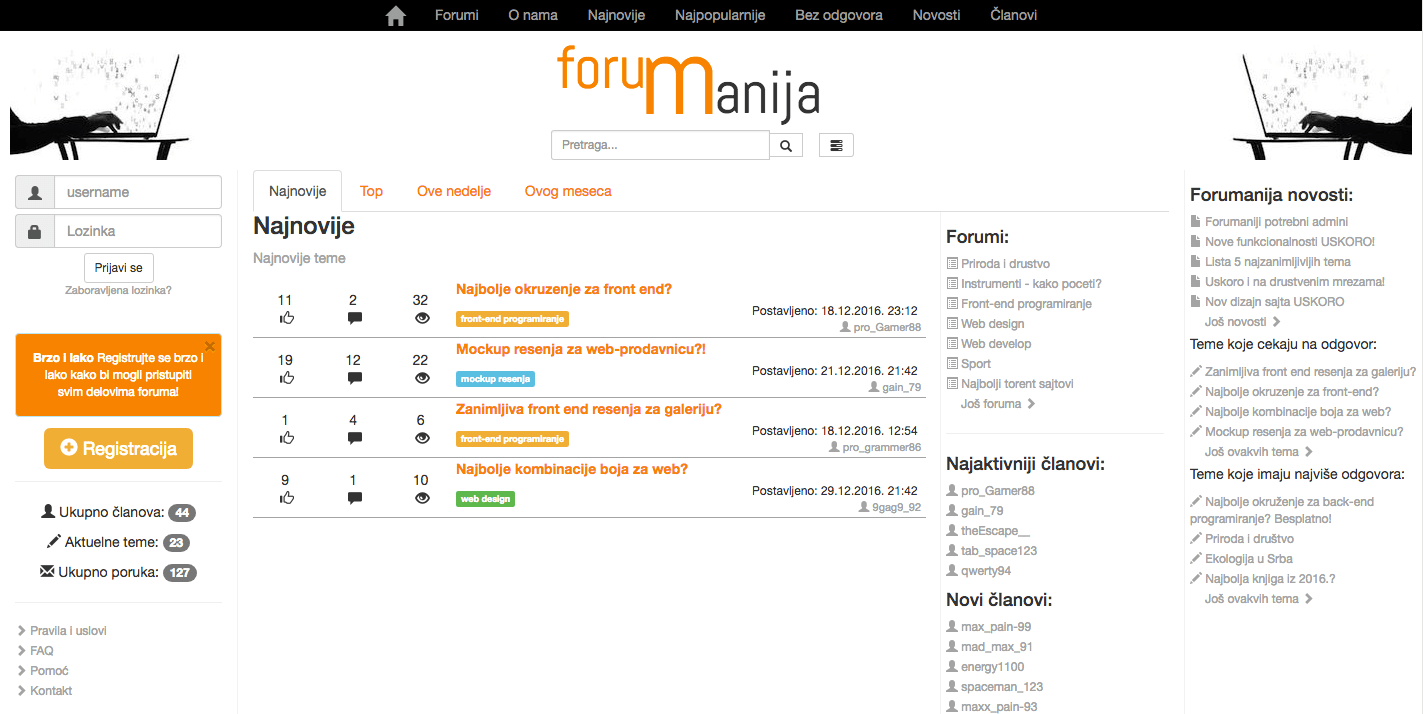 Forumi O nama Najnovije Najpopularnije Bez odgovora Novosti Članovi
foruManija
Pretraga...
username
Lozinka
Prijavi se
Zaboravljena lozinka?
Brzo i lako Registrujte se brzo i
lako kako bi mogli pristupiti
svim delovima foruma!
×
Registracija
Ukupno članova: 44
Aktuelne teme: 23
Ukupno poruka: 127
Pravila i uslovi
FAQ
Pomoć
Kontakt
Najnovije Top Ove nedelje Ovog meseca
Najnovije
Najnovije teme
11 2 32
Najbolje okruzenje za front end?
front-end programiranje
Postavljeno: 18.12.2016. 23:12
pro_Gamer88
19 12 22
Mockup resenja za web-prodavnicu?!
mockup resenja
Postavljeno: 21.12.2016. 21:42
gain_79
1 4 6
Zanimljiva front end resenja za galeriju?
front-end programiranje
Postavljeno: 18.12.2016. 12:54
pro_grammer86
9 1 10
Najbolje kombinacije boja za web?
web design
Postavljeno: 29.12.2016. 21:42
9gag9_92
Forumi:
Priroda i drustvo
Instrumenti - kako poceti?
Front-end programiranje
Web design
Web develop
Sport
Najbolji torent sajtovi
Još foruma
Najaktivniji članovi:
pro_Gamer88
gain_79
theEscape__
tab_space123
qwerty94
Novi članovi:
max_pain-99
mad_max_91
energy1100
spaceman_123
maxx_pain-93
Forumanija novosti:
Forumaniji potrebni admini
Nove funkcionalnosti USKORO!
Lista 5 najzanimljivijih tema
Uskoro i na drustvenim mrezama!
Nov dizajn sajta USKORO
Još novosti
Teme koje cekaju na odgovor:
Zanimljiva front end resenja za galeriju?
Najbolje okruzenje za front-end?
Najbolje kombinacije boja za web?
Mockup resenja za web-prodavnicu?
Još ovakvih tema
Teme koje imaju najviše odgovora:
Najbolje okruženje za back-end
programiranje? Besplatno!
Priroda i društvo
Ekologija u Srba
Najbolja knjiga iz 2016.?
Još ovakvih tema